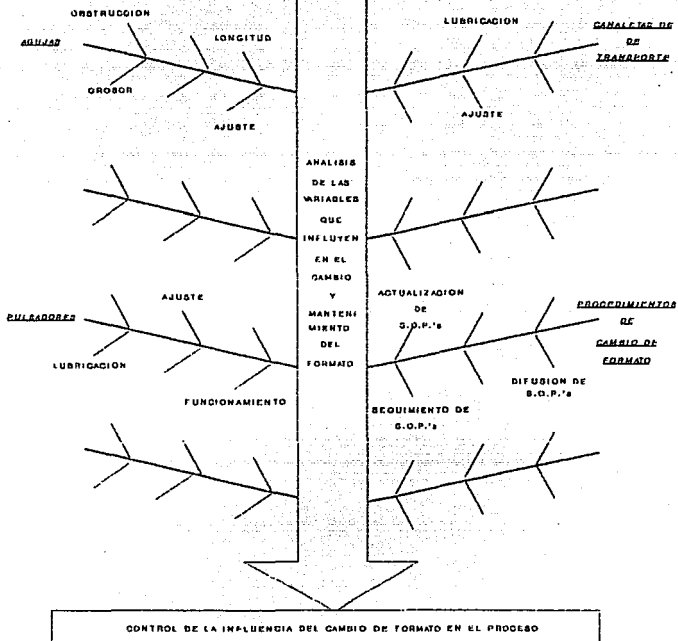 OBSTRUCCION
AGUJAS
LONGITUD
GROSOR
AJUSTE
LUBRICACION
CANALETAS DE
DE
TRANSPORTE
AJUSTE
ANALISIS
DE LAS
VARIABLES
QUE
INFLUYEN
EN EL
CAMBIO
Y
MANTENI
MIENTO
DEL
FORMATO
AJUSTE
PULSADORES
LUBRICACION
FUNCIONAMIENTO
ACTUALIZACION
DE
S.O.P.'s
PROCEDIMIENTOS
DE
CAMBIO DE
FORMATO
DIFUSION DE
S.O.P.'s
SEGUIMIENTO DE
S.O.P.'s
CONTROL DE LA INFLUENCIA DEL CAMBIO DE FORMATO EN EL PROCESO